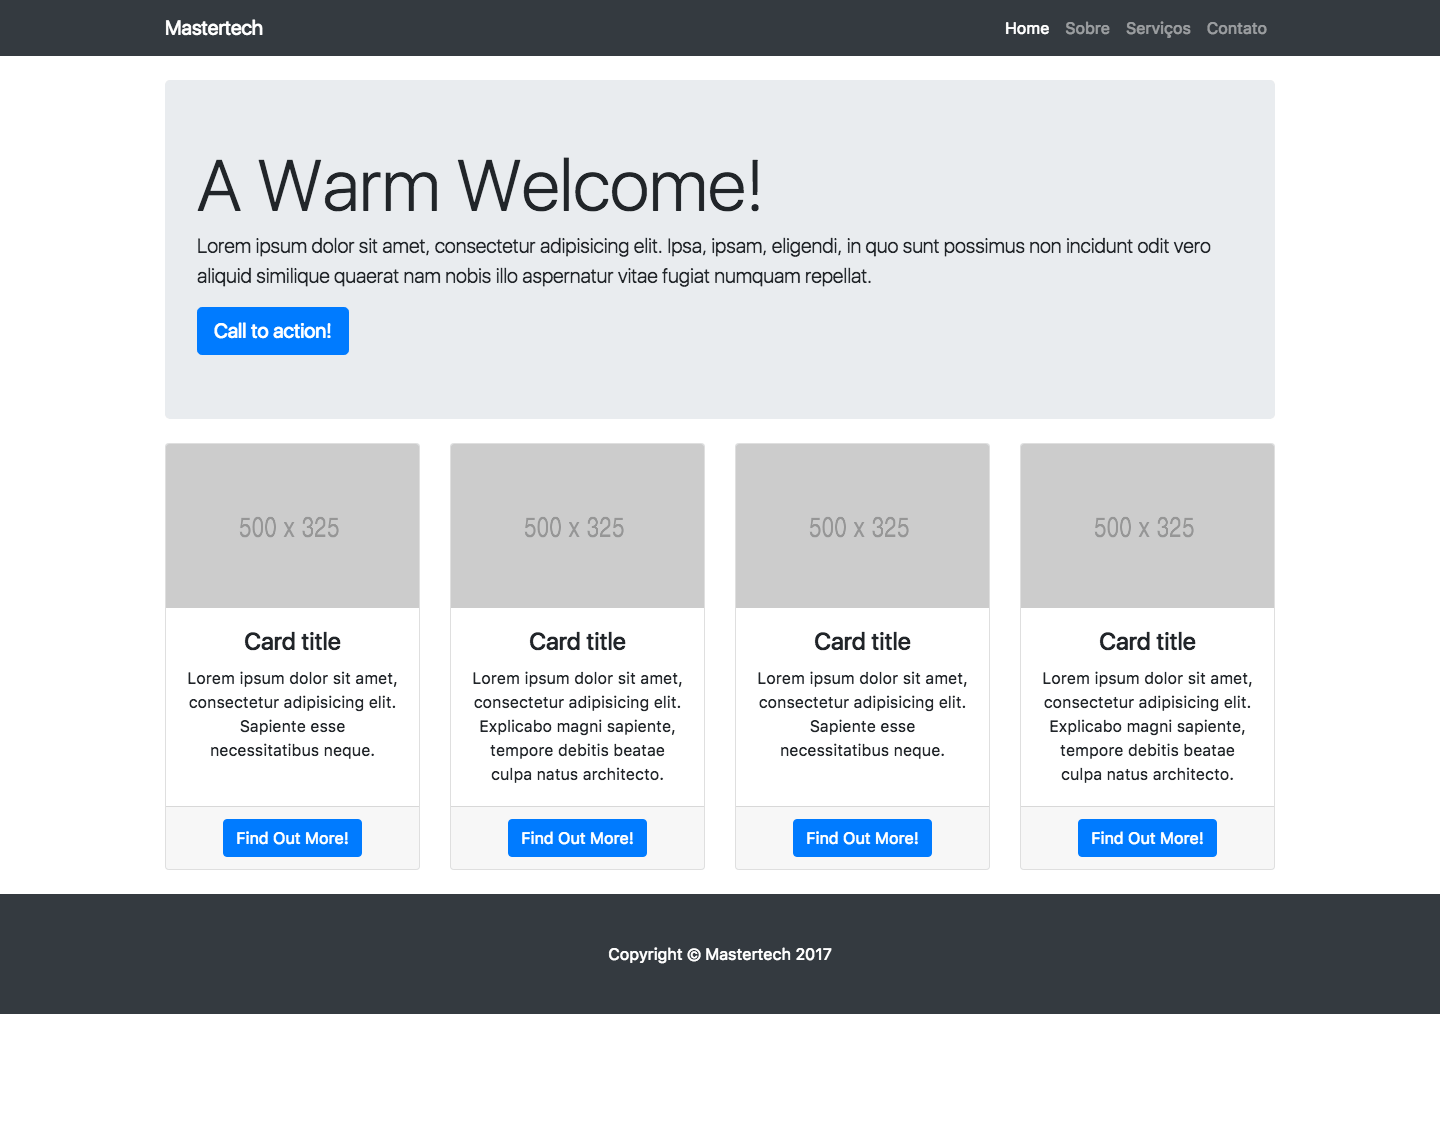 Mastertech
Home Sobre Serviços Contato
A Warm Welcome!
Lorem ipsum dolor sit amet, consectetur adipisicing elit. Ipsa, ipsam, eligendi, in quo sunt possimus non incidunt odit vero
aliquid similique quaerat nam nobis illo aspernatur vitae fugiat numquam repellat.
Call to action!
500 x 325
Card title
Lorem ipsum dolor sit amet,
consectetur adipisicing elit.
Sapiente esse
necessitatibus neque.
Find Out More!
500 x 325
Card title
Lorem ipsum dolor sit amet,
consectetur adipisicing elit.
Explicabo magni sapiente,
tempore debitis beatae
culpa natus architecto.
Find Out More!
500 x 325
Card title
Lorem ipsum dolor sit amet,
consectetur adipisicing elit.
Sapiente esse
necessitatibus neque.
Find Out More!
500 x 325
Card title
Lorem ipsum dolor sit amet,
consectetur adipisicing elit.
Explicabo magni sapiente,
tempore debitis beatae
culpa natus architecto.
Find Out More!
Copyright © Mastertech 2017